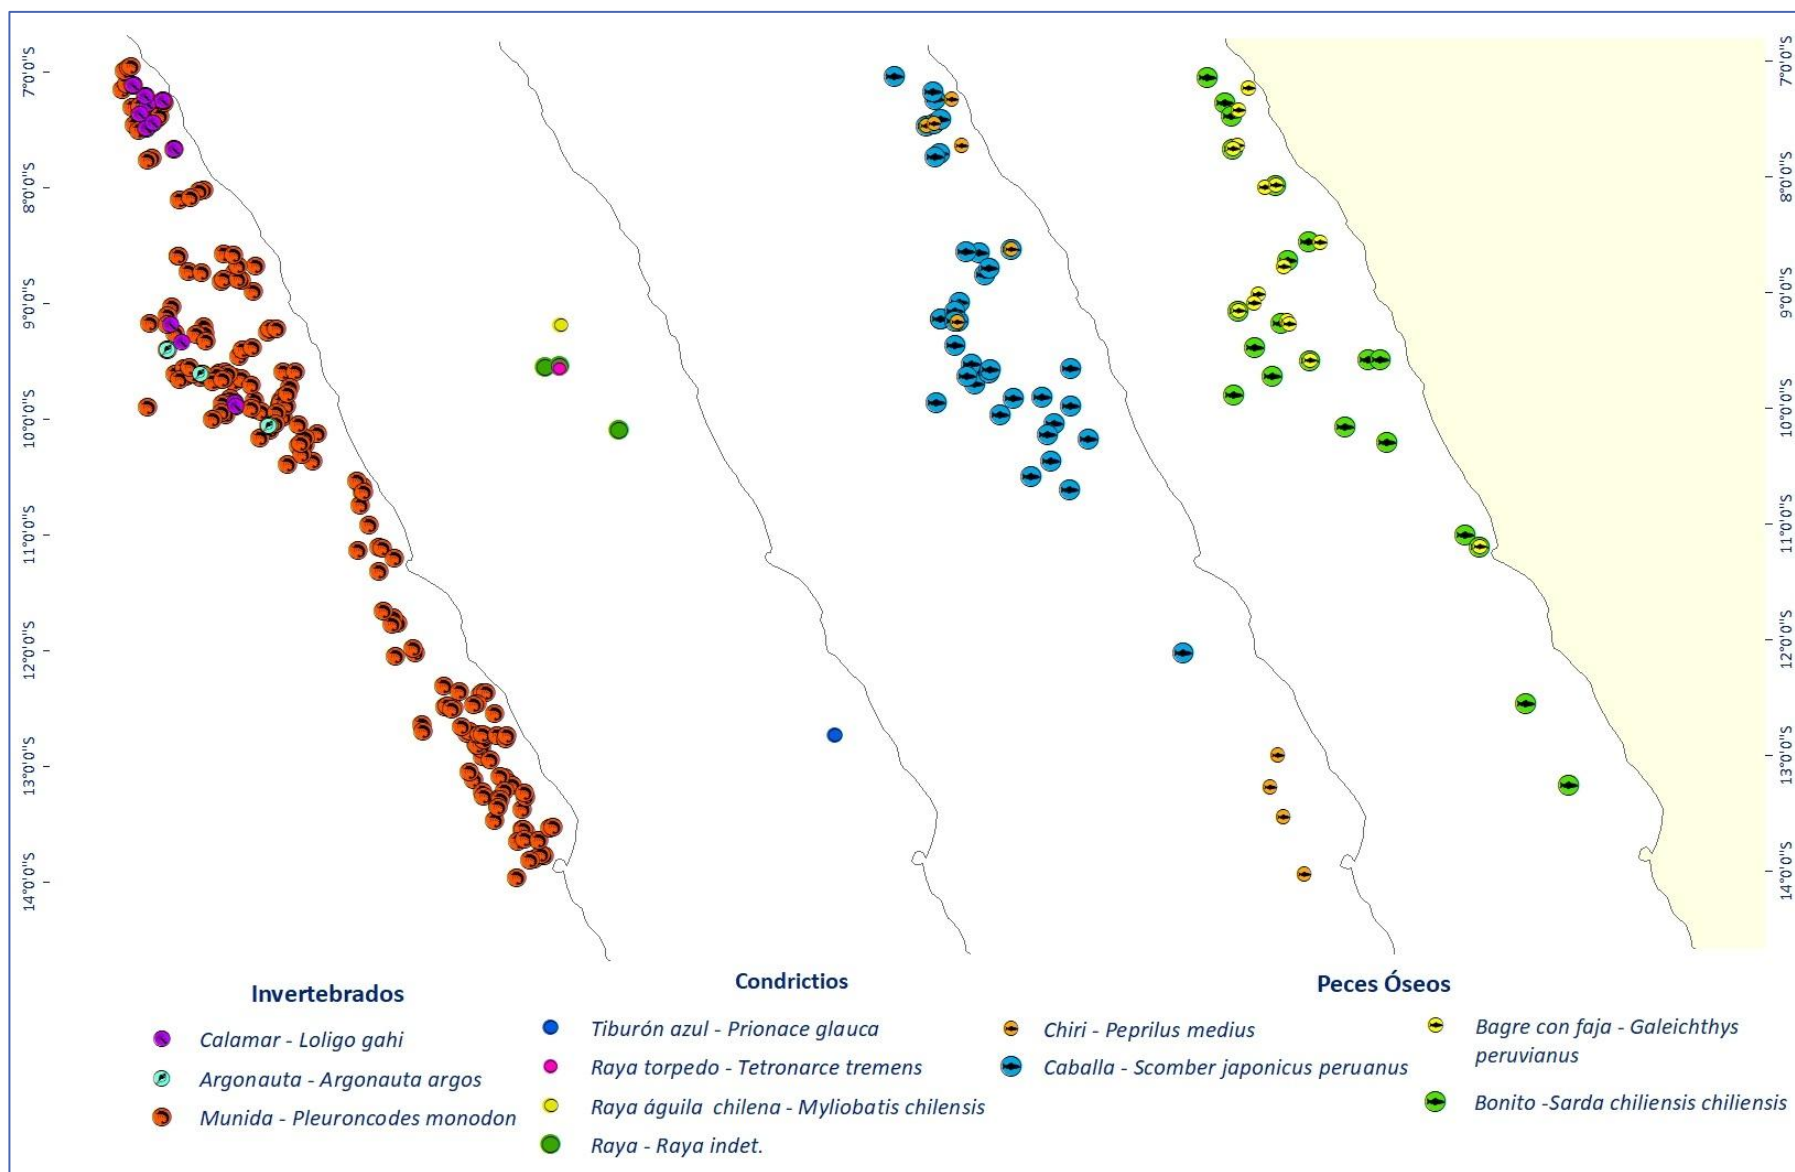 7°0'0"S
8°0'0"S
9°0'0"S
10°0'0"S
11°0'0"S
12°0'0"S
13°0'0"S
14°0'0"S
7°0'0"S
8°0'0"S
9°0'0"S
10°0'0"S
11°0'0"S
12°0'0"S
13°0'0"S
14°0'0"S
Invertebrados
Calamar - Loligo gahi
Argonauta - Argonauta argos
Munida - Pleuroncodes monodon
Condrictios
Tiburón azul - Prionace glauca
Raya torpedo - Tetronarce tremens
Raya águila chilena - Myliobatis chilensis
Raya - Raya indet.
Peces Óseos
Chiri - Peprilus medius
Caballa - Scomber japonicus peruanus
Bagre con faja - Galeichthys
peruvianus
Bonito -Sarda chiliensis chiliensis